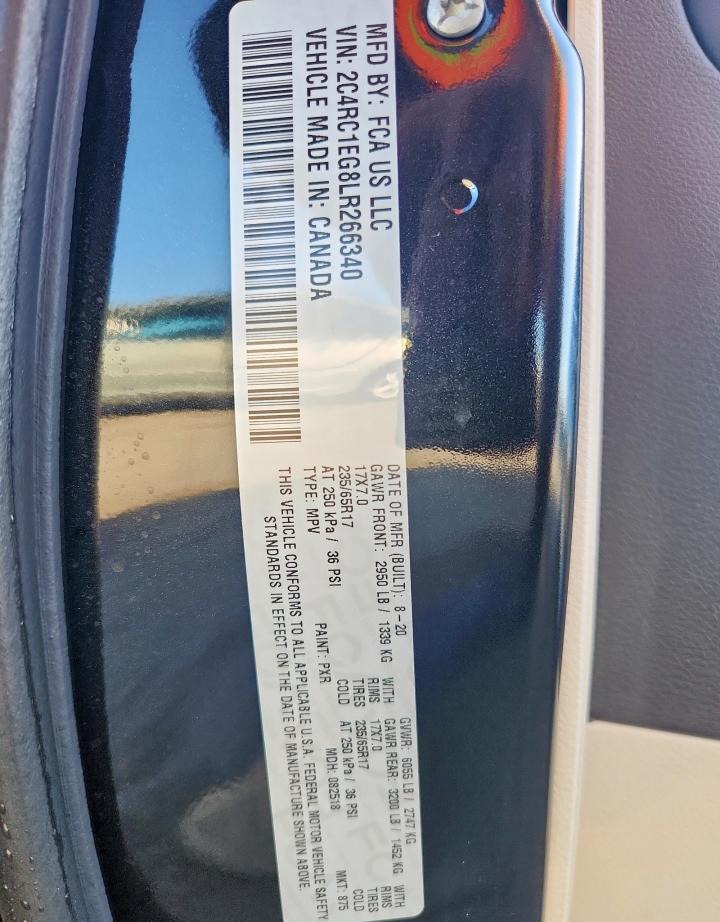 MFD BY: FCA US LLC
VIN: 2C4RC1EG8LR266340
VEHICLE MADE IN: CANADA
DATE OF MFR (BUILT): 8-20 GVWR: 6055 LB / 2747 KG
GAWR FRONT: 2950 LB / 1339 KG WITH GAWR REAR: 3200 LB / 1452 KG WITH
17X7.0 RIMS 17X7.0 RIMS
235/65R17 TIRES 235/65R17 TIRES
AT 250 kPa / 36 PSI COLD AT 250 kPa / 36 PSI COLD
TYPE: MPV PAINT: PXR MDH: 082518 MKT: 875
THIS VEHICLE CONFORMS TO ALL APPLICABLE U.S.A. FEDERAL MOTOR VEHICLE SAFETY
STANDARDS IN EFFECT ON THE DATE OF MANUFACTURE SHOWN ABOVE.